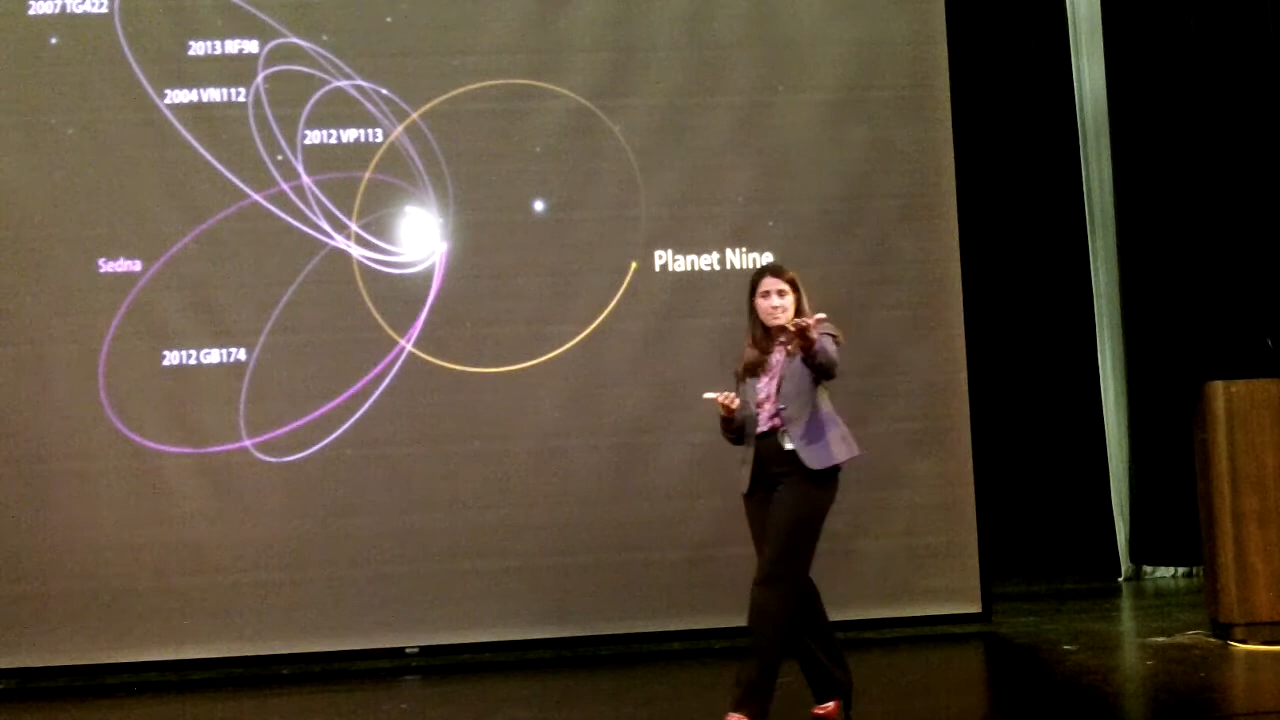 2007 TG422
2013 RF98
2004 VN112
2012 VP113
Planet Nine
Sedna
2012 GB174